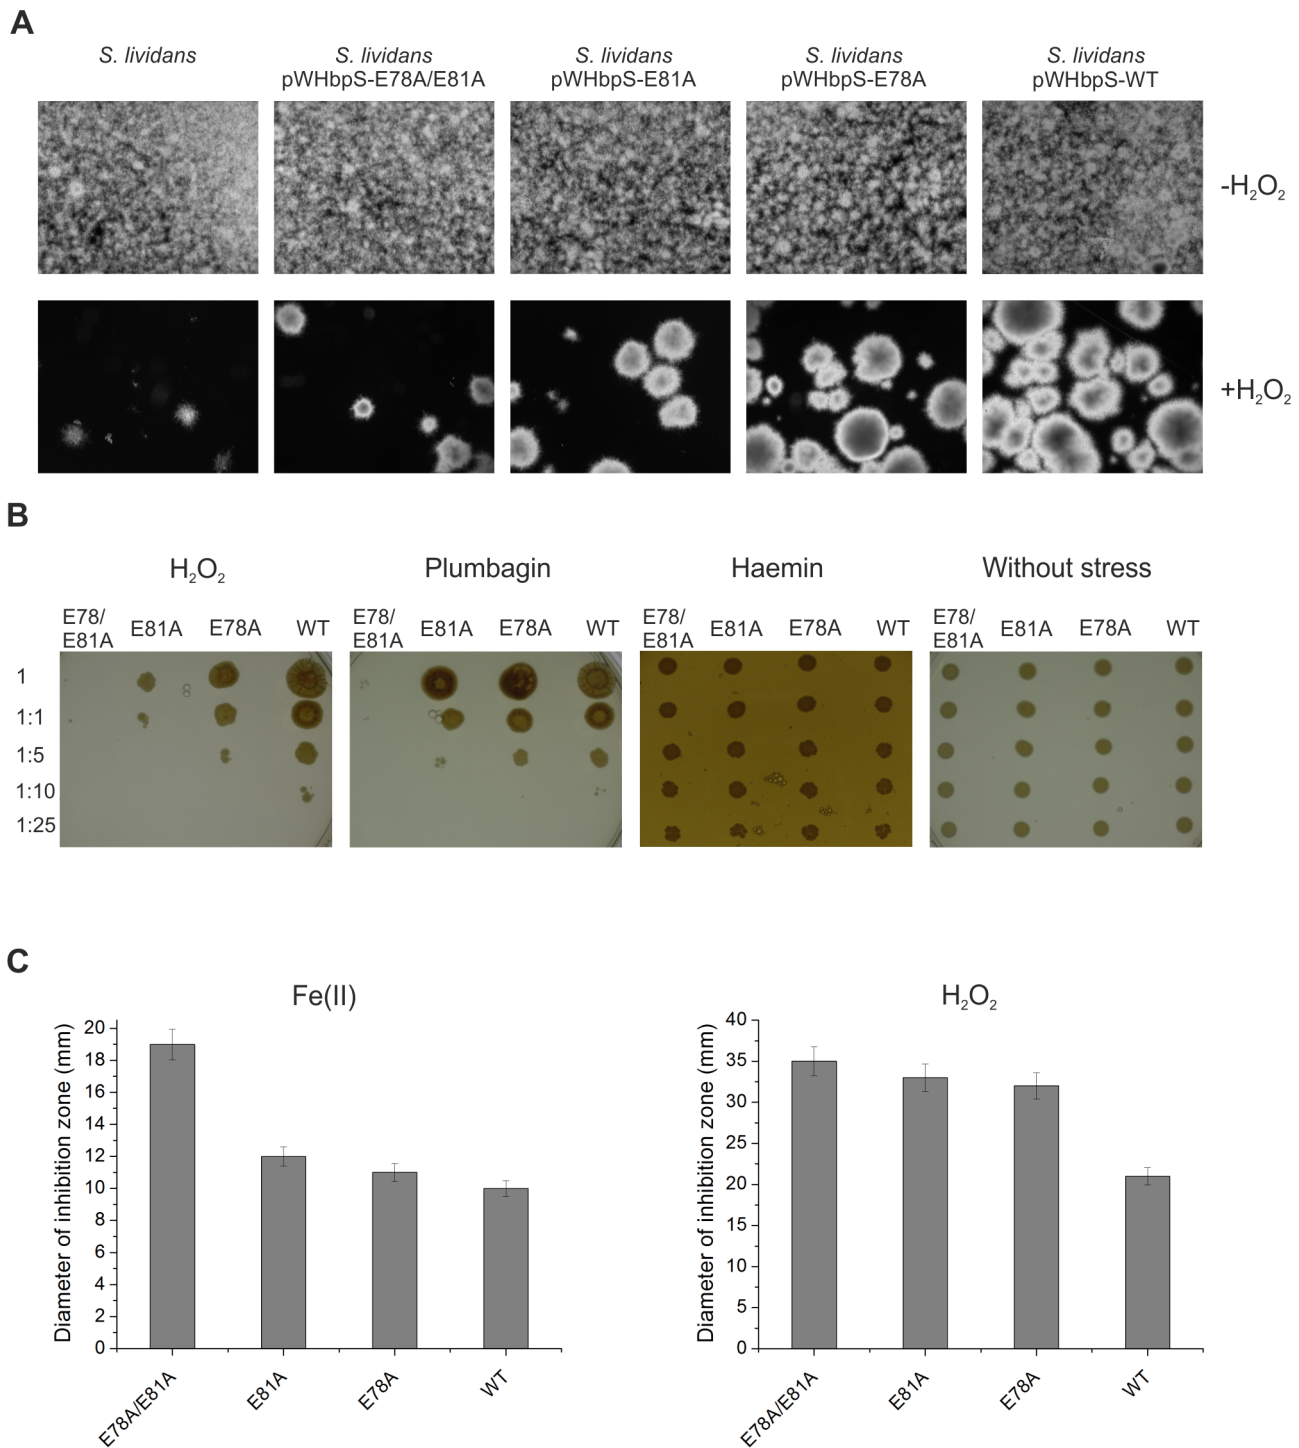 A
S. lividans
S. lividans
pWHbpS-E78A/E81A
S. lividans
pWHbpS-E81A
S. lividans
pWHbpS-E78A
S. lividans
pWHbpS-WT
-H₂O₂
+H₂O₂
B
H₂O₂
Plumbagin
Haemin
Without stress
E78/
E81A
E81A
E78A
WT
E78/
E81A
E81A
E78A
WT
E78/
E81A
E81A
E78A
WT
E78/
E81A
E81A
E78A
WT
1
1:1
1:5
1:10
1:25
C
Fe(II)
Diameter of inhibition zone (mm)
20
18
16
14
12
10
8
6
4
2
0
E78A/E81A
E81A
E78A
WT
H₂O₂
Diameter of inhibition zone (mm)
40
35
30
25
20
15
10
5
0
E78A/E81A
E81A
E78A
WT